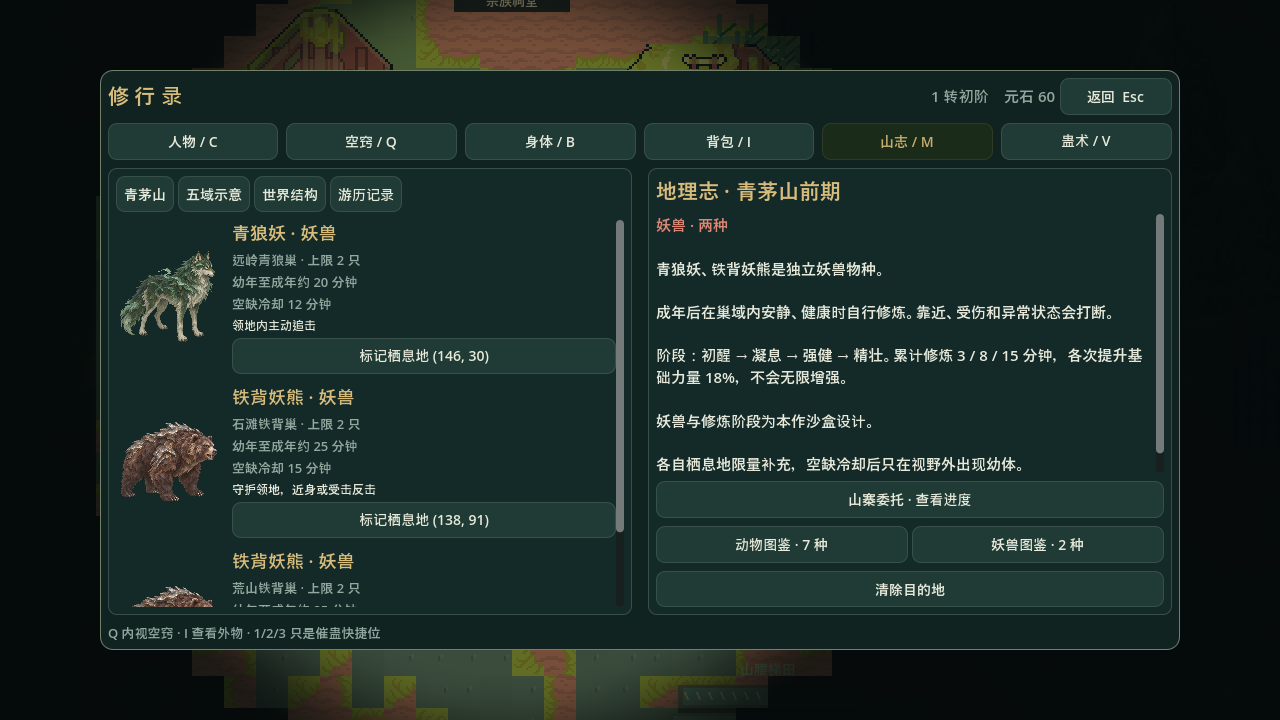 宗族祠堂
修行录
1 转初阶 元石 60 返回 Esc
人物 / C 空窍 / Q 身体 / B 背包 / I 山志 / M 蛊术 / V
青茅山 五域示意 世界结构 游历记录
青狼妖 · 妖兽
远岭青狼巢 · 上限 2 只
幼年至成年约 20 分钟
空缺冷却 12 分钟
领地内主动追击
标记栖息地 (146, 30)
铁背妖熊 · 妖兽
石滩铁背巢 · 上限 2 只
幼年至成年约 25 分钟
空缺冷却 15 分钟
守护领地，近身或受击反击
标记栖息地 (138, 91)
铁背妖熊 · 妖兽
荒山铁背巢 · 上限 2 只
地理志 · 青茅山前期
妖兽 · 两种
青狼妖、铁背妖熊是独立妖兽物种。
成年后在巢域内安静、健康时自行修炼。靠近、受伤和异常状态会打断。
阶段：初醒 → 凝息 → 强健 → 精壮。累计修炼 3 / 8 / 15 分钟，各次提升基
础力量 18%，不会无限增强。
妖兽与修炼阶段为本作沙盒设计。
各自栖息地限量补充，空缺冷却后只在视野外出现幼体。
山寨委托 · 查看进度
动物图鉴 · 7 种 妖兽图鉴 · 2 种
清除目的地
Q 内视空窍 · I 查看外物 · 1/2/3 只是催蛊快捷位